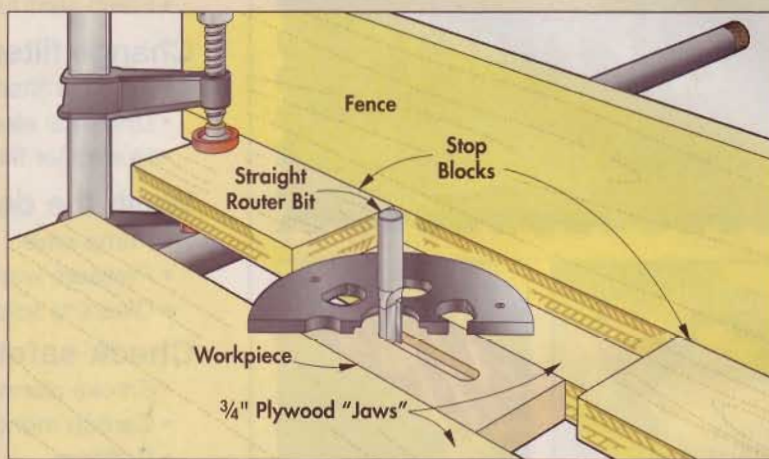 Fence
Stop
Blocks
Straight
Router Bit
Workpiece
3/4" Plywood "Jaws"